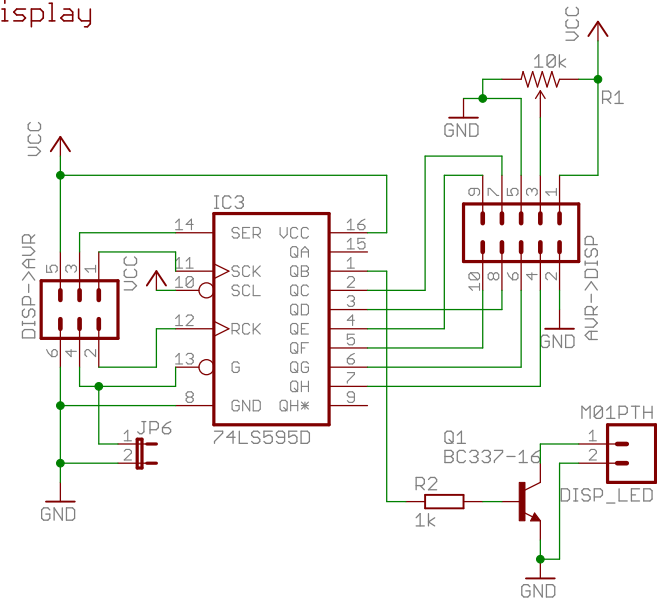 isplay
VCC
10k
R1
GND
VCC
IC3
9 7 5 3 1
14 SER VCC 16
QA 15
5 3 1
VCC
11 SCK QB 1
10 SCL QC 2
QD 3
12 RCK QE 4
QF 5
13 G QG 6
QH 7
8 GND QH* 9
74LS595D
DISP->AVR
6 4 2
10 8 6 4 2
AVR->DISP
GND
JP6
1
2
GND
Q1
BC337-16
R2
1k
M01PTH
1
2
DISP_LED
GND